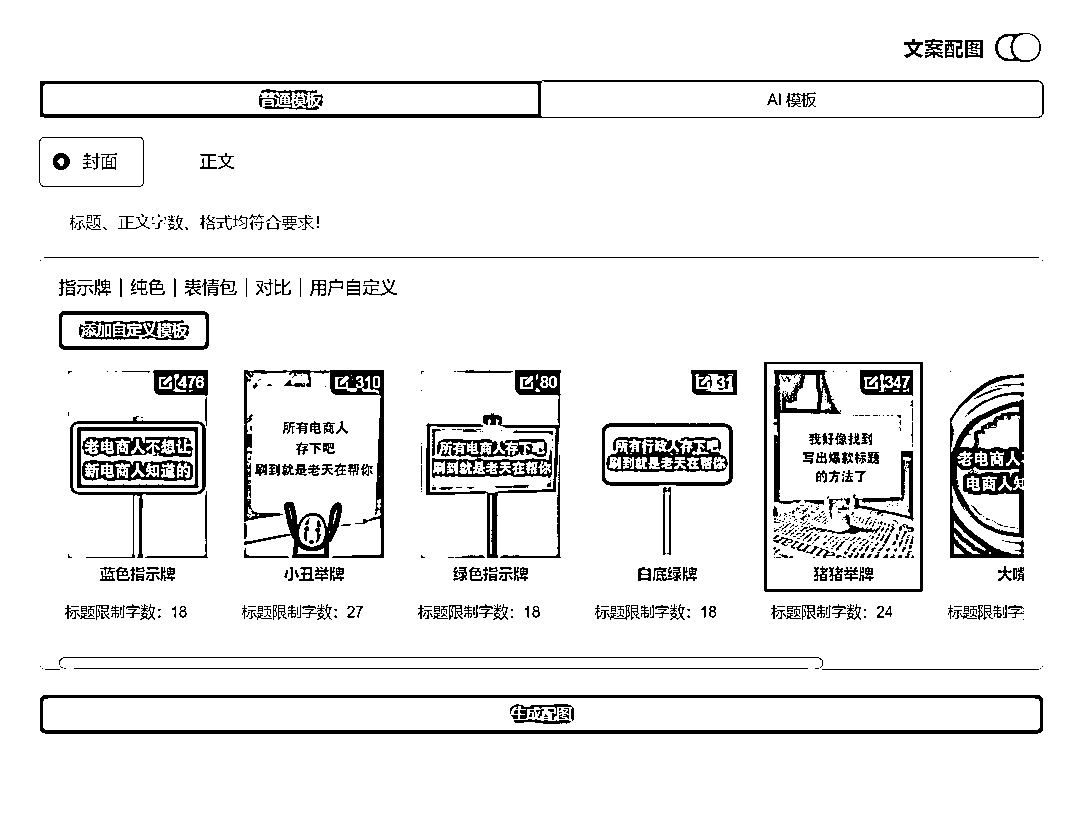 文案配图
普通模板
AI 模板
封面
正文
标题、正文字数、格式均符合要求!
指示牌｜纯色｜表情包｜对比｜用户自定义
添加自定义模板
476
老电商人不想让
新电商人知道的
蓝色指示牌
标题限制字数：18
310
所有电商人
存下吧
刷到就是老天在帮你
小丑举牌
标题限制字数：27
80
所有电商人存下吧
刷到就是老天在帮你
绿色指示牌
标题限制字数：18
31
所有行政人存下吧
刷到就是老天在帮你
白底绿牌
标题限制字数：18
347
我好像找到
写出爆款标题
的方法了
猪猪举牌
标题限制字数：24
老电商人
电商人知
大嘴
标题限制字
生成配图